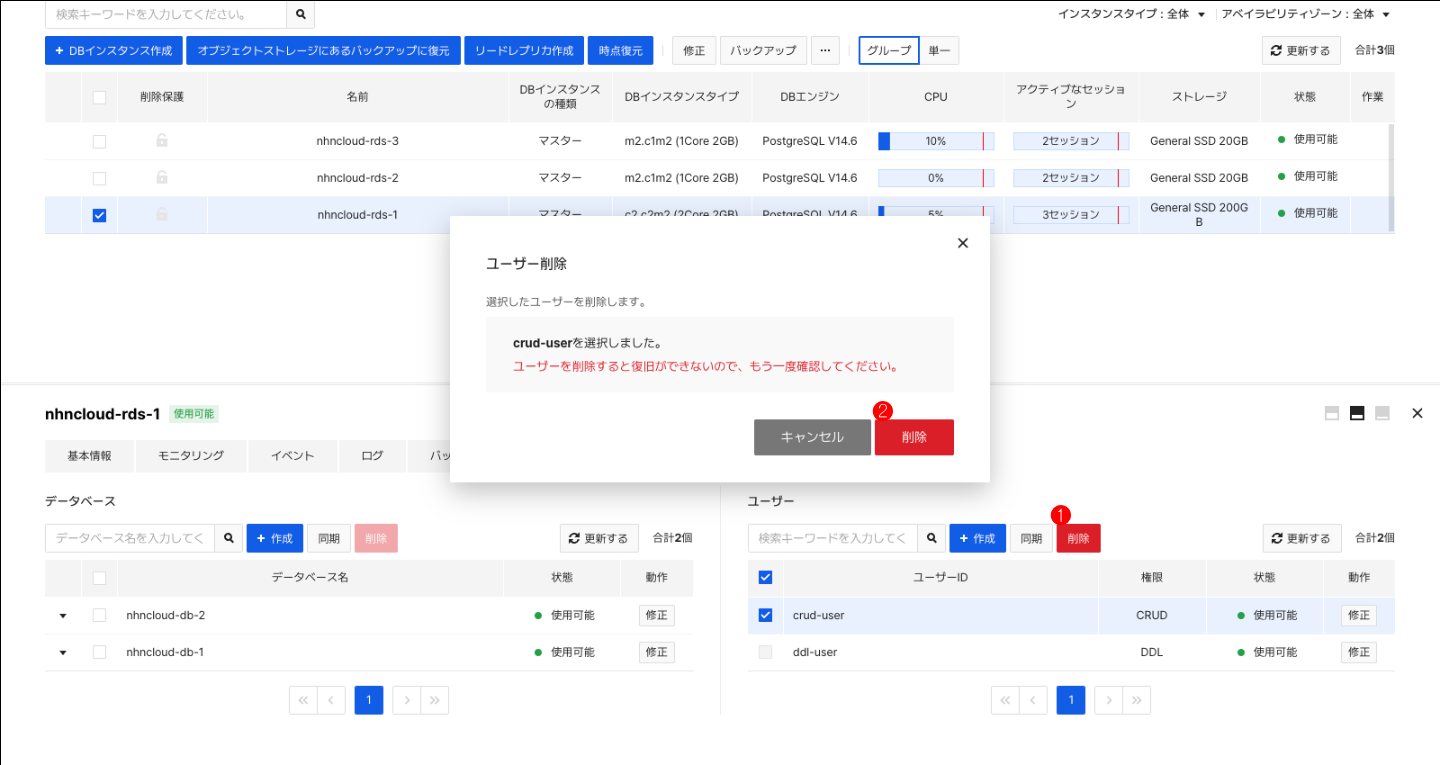 検索キーワードを入力してください。
インスタンスタイプ : 全体 アベイラビリティゾーン : 全体
+ DBインスタンス作成 オブジェクトストレージにあるバックアップに復元 リードレプリカ作成 時点復元 修正 バックアップ ... グループ 単一 更新する 合計3個
削除保護 名前 DBインスタンスの種類 DBインスタンスタイプ DBエンジン CPU アクティブなセッション ストレージ 状態 作業
nhncloud-rds-3 マスター m2.c1m2 (1Core 2GB) PostgreSQL V14.6 10% 2セッション General SSD 20GB 使用可能
nhncloud-rds-2 マスター m2.c1m2 (1Core 2GB) PostgreSQL V14.6 0% 2セッション General SSD 20GB 使用可能
nhncloud-rds-1 マスター c2.c2m2 (2Core 2GB) PostgreSQL V14.6 5% 3セッション General SSD 200GB 使用可能
ユーザー削除
選択したユーザーを削除します。
crud-userを選択しました。
ユーザーを削除すると復旧ができないので、もう一度確認してください。
2
キャンセル 削除
nhncloud-rds-1 使用可能
基本情報 モニタリング イベント ログ バッ
データベース
データベース名を入力してく + 作成 同期 削除 更新する 合計2個
データベース名 状態 動作
nhncloud-db-2 使用可能 修正
nhncloud-db-1 使用可能 修正
1
ユーザー
1
検索キーワードを入力してく + 作成 同期 削除 更新する 合計2個
ユーザーID 権限 状態 動作
crud-user CRUD 使用可能 修正
ddl-user DDL 使用可能 修正
1